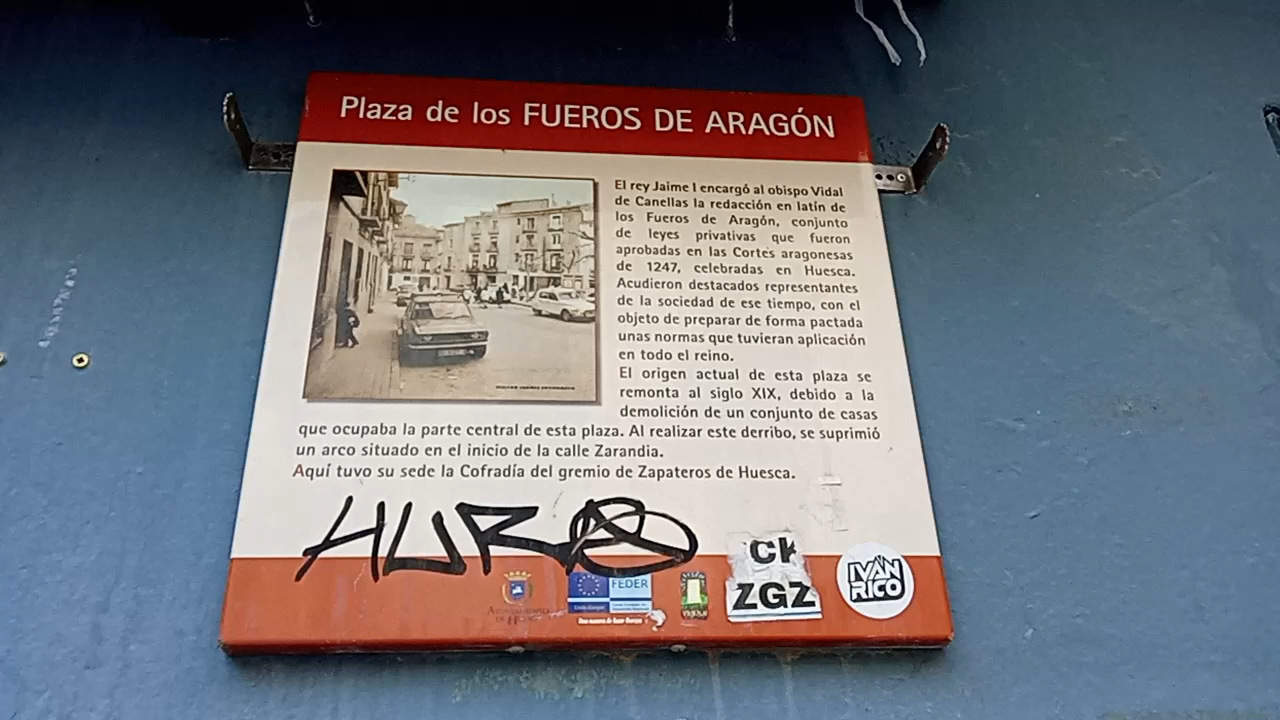 Plaza de los FUEROS DE ARAGÓN
El rey Jaime I encargó al obispo Vidal
de Canellas la redacción en latín de
los Fueros de Aragón, conjunto
de leyes privativas que fueron
aprobadas en las Cortes aragonesas
de 1247, celebradas en Huesca.
Acudieron destacados representantes
de la sociedad de ese tiempo, con el
objeto de preparar de forma pactada
unas normas que tuvieran aplicación
en todo el reino.
El origen actual de esta plaza se
remonta al siglo XIX, debido a la
demolición de un conjunto de casas
que ocupaba la parte central de esta plaza. Al realizar este derribo, se suprimió
un arco situado en el inicio de la calle Zarandia.
Aquí tuvo su sede la Cofradía del gremio de Zapateros de Huesca.
AYUNTAMIENTO
DE HUESCA
FEDER
Unión Europea
URBAN
ZGZ
IVÁN
RICO